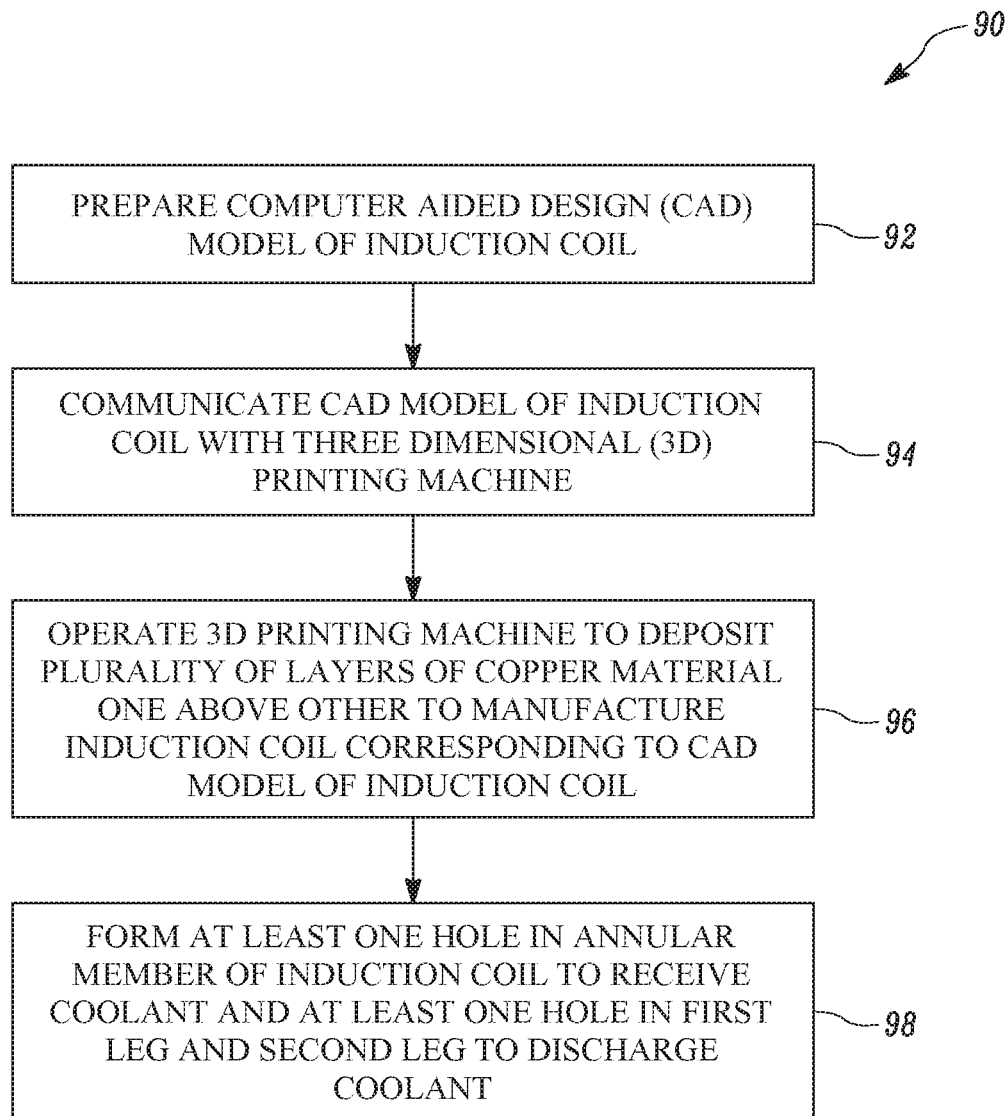 90
PREPARE COMPUTER AIDED DESIGN (CAD)
MODEL OF INDUCTION COIL
92
COMMUNICATE CAD MODEL OF INDUCTION
COIL WITH THREE DIMENSIONAL (3D)
PRINTING MACHINE
94
OPERATE 3D PRINTING MACHINE TO DEPOSIT
PLURALITY OF LAYERS OF COPPER MATERIAL
ONE ABOVE OTHER TO MANUFACTURE
INDUCTION COIL CORRESPONDING TO CAD
MODEL OF INDUCTION COIL
96
FORM AT LEAST ONE HOLE IN ANNULAR
MEMBER OF INDUCTION COIL TO RECEIVE
COOLANT AND AT LEAST ONE HOLE IN FIRST
LEG AND SECOND LEG TO DISCHARGE
COOLANT
98